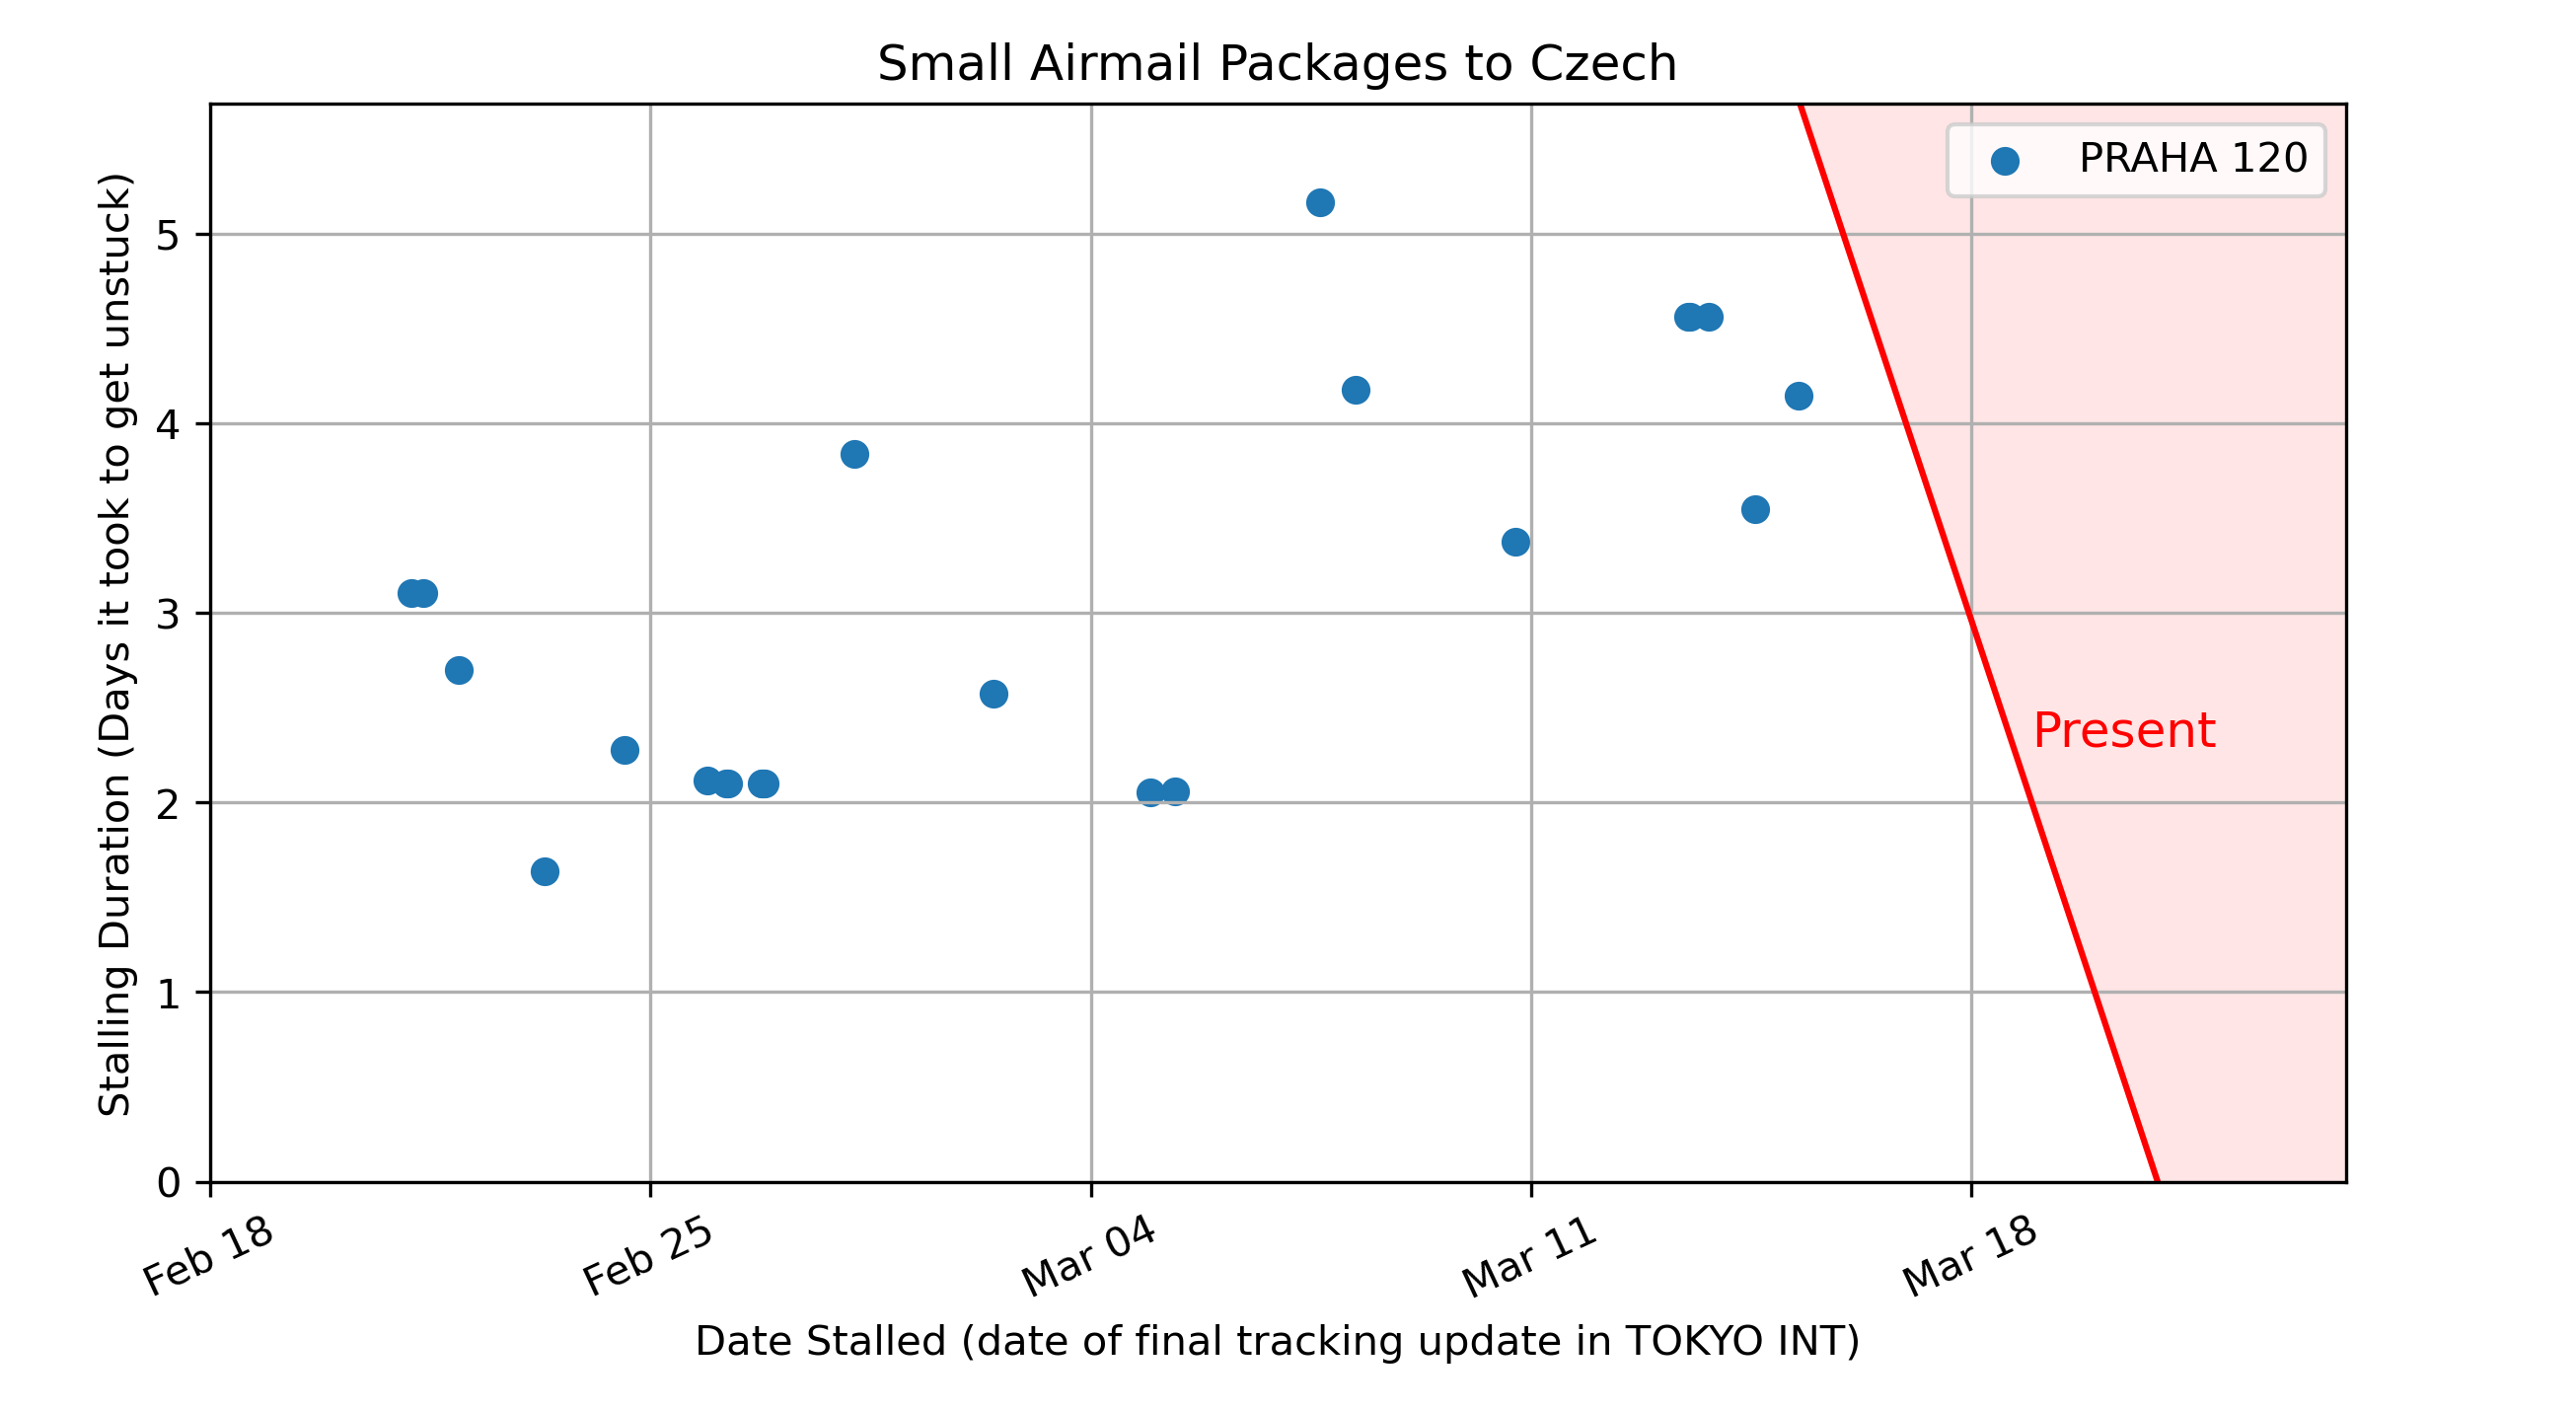 Small Airmail Packages to Czech
Stalling Duration (Days it took to get unstuck)
5
4
3
2
1
0
PRAHA 120
Present
Feb 18
Feb 25
Mar 04
Mar 11
Mar 18
Date Stalled (date of final tracking update in TOKYO INT)